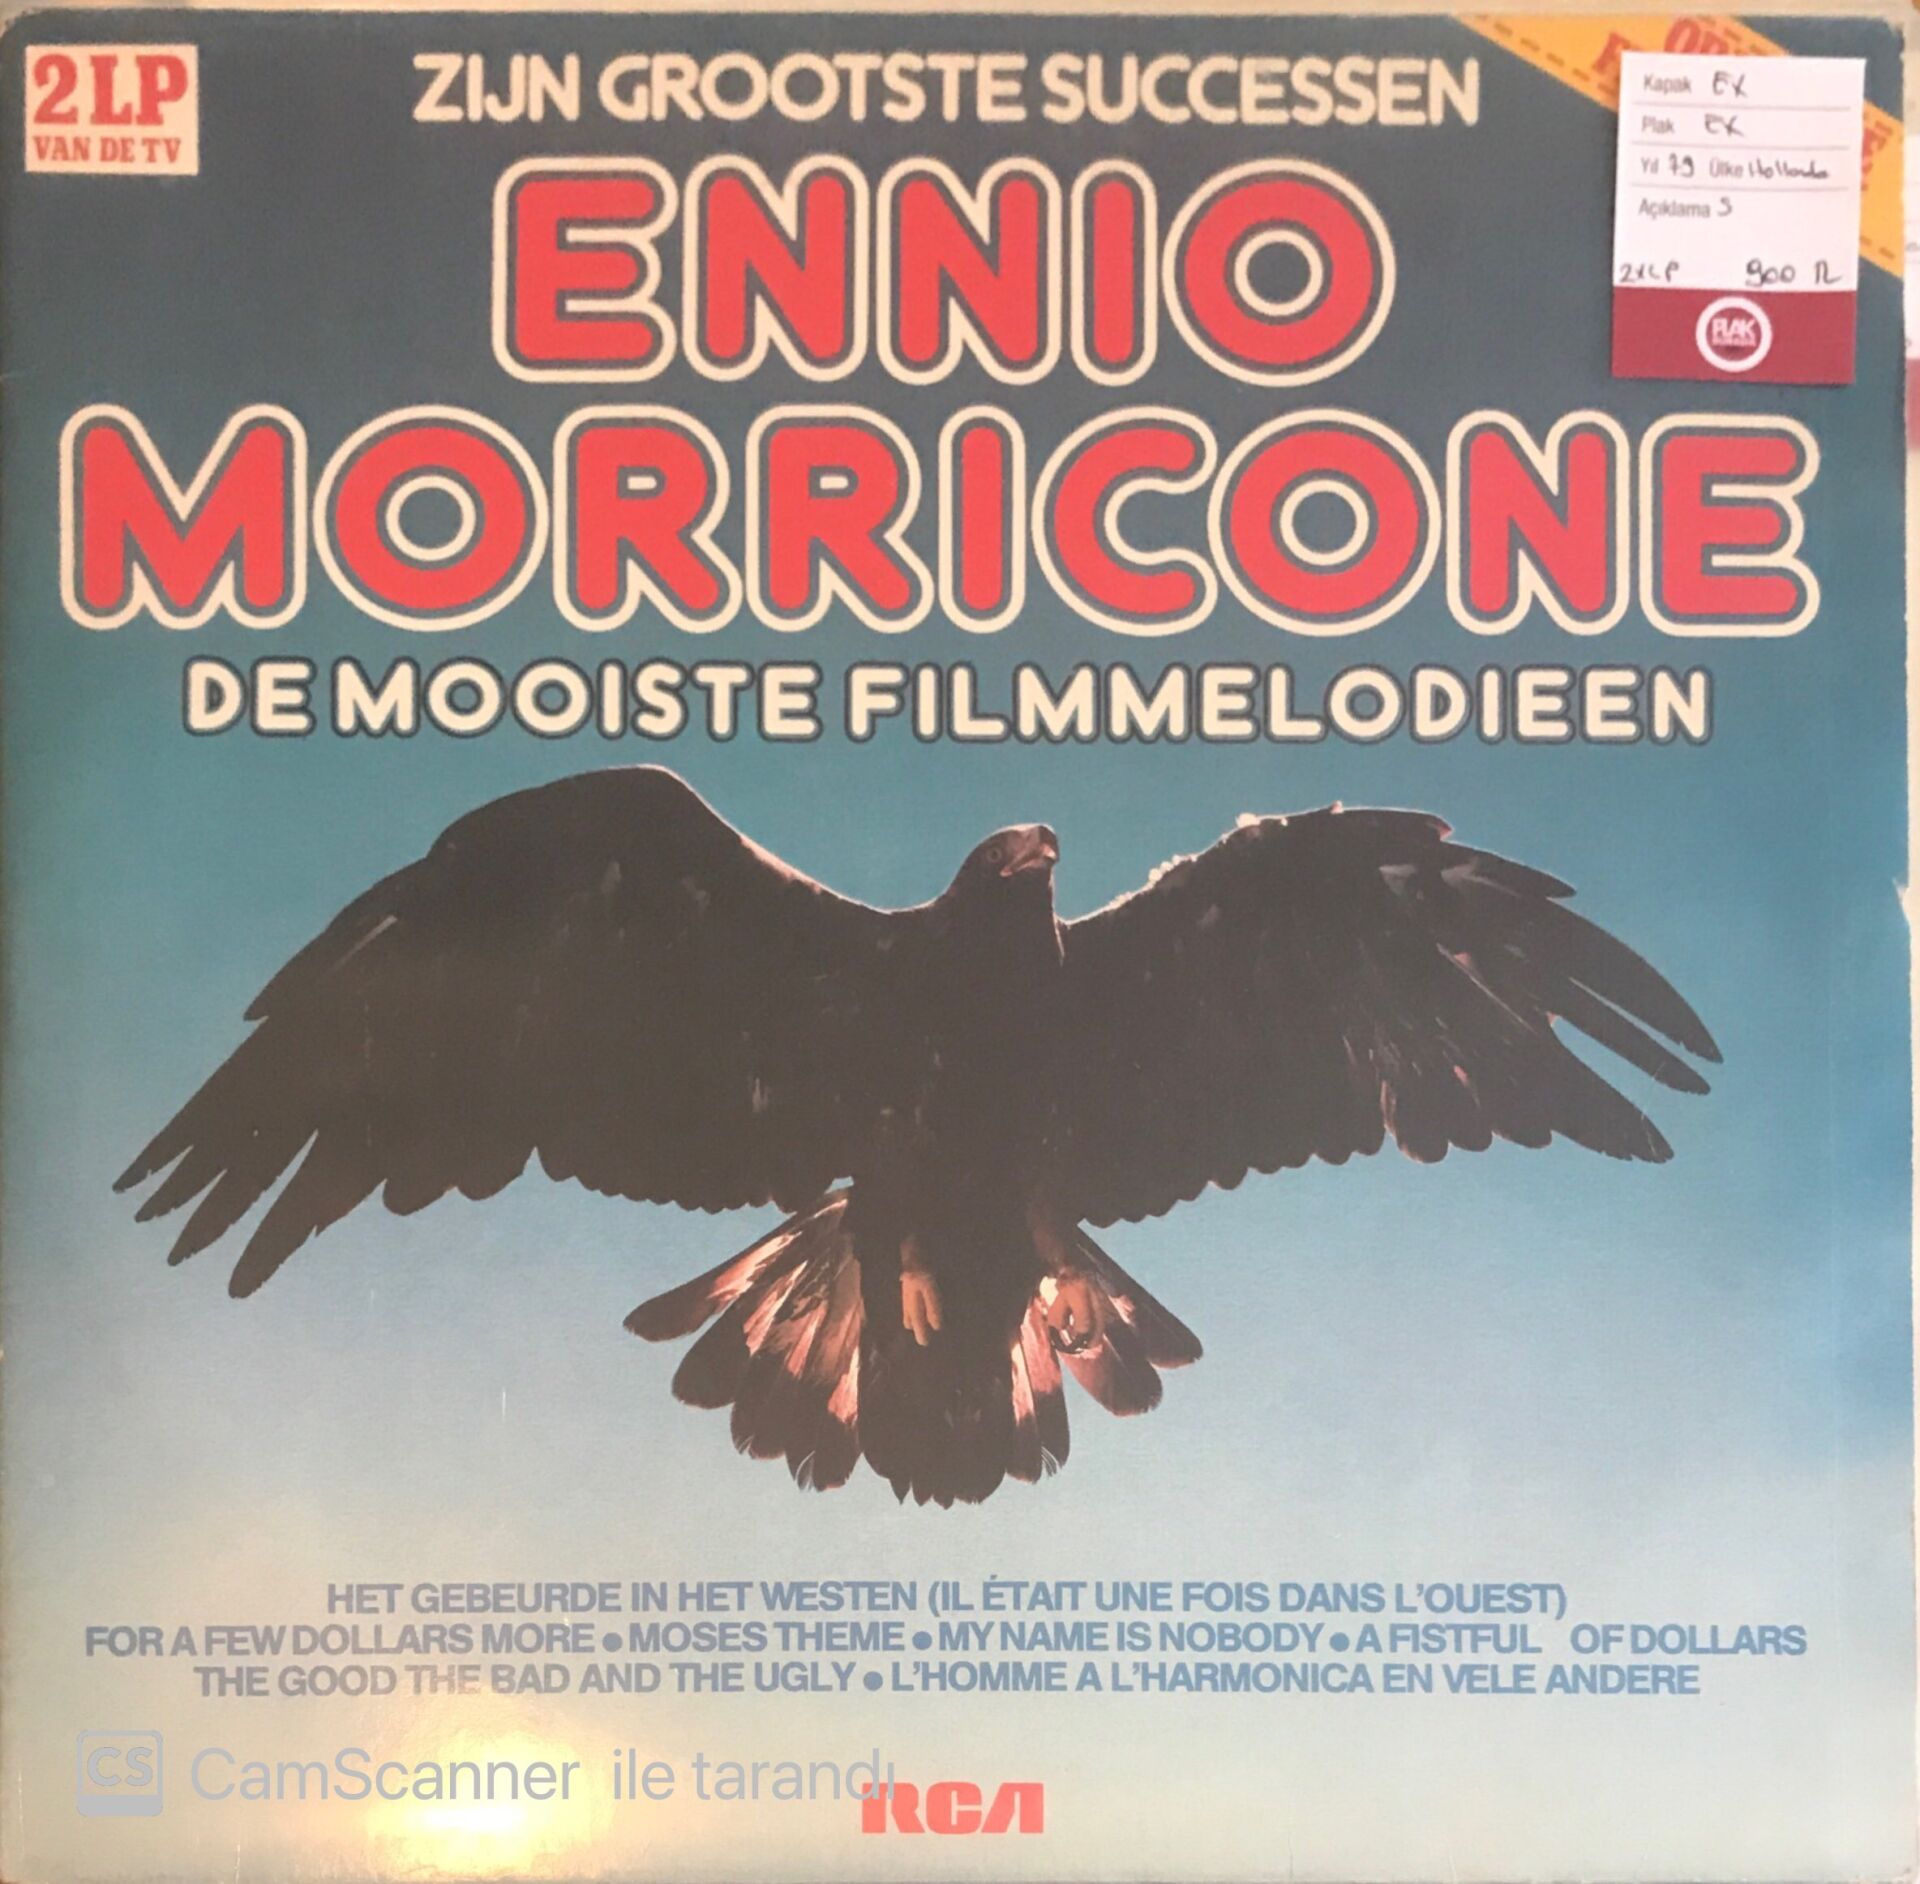 2 LP
VAN DE TV
ZIJN GROOTSTE SUCCESSEN
Kapak EX
Plak EX
Yıl 79 Ülke Hollanda
Açıklama S
2xLP 900 TL
PLAK
ENNIO
MORRICONE
DE MOOISTE FILMMELODIEEN
HET GEBEURDE IN HET WESTEN (IL ÉTAIT UNE FOIS DANS L'OUEST)
FOR A FEW DOLLARS MORE ● MOSES THEME ● MY NAME IS NOBODY ● A FISTFUL OF DOLLARS
THE GOOD THE BAD AND THE UGLY ● L'HOMME A L'HARMONICA EN VELE ANDERE
CS CamScanner ile tarandı
RCA